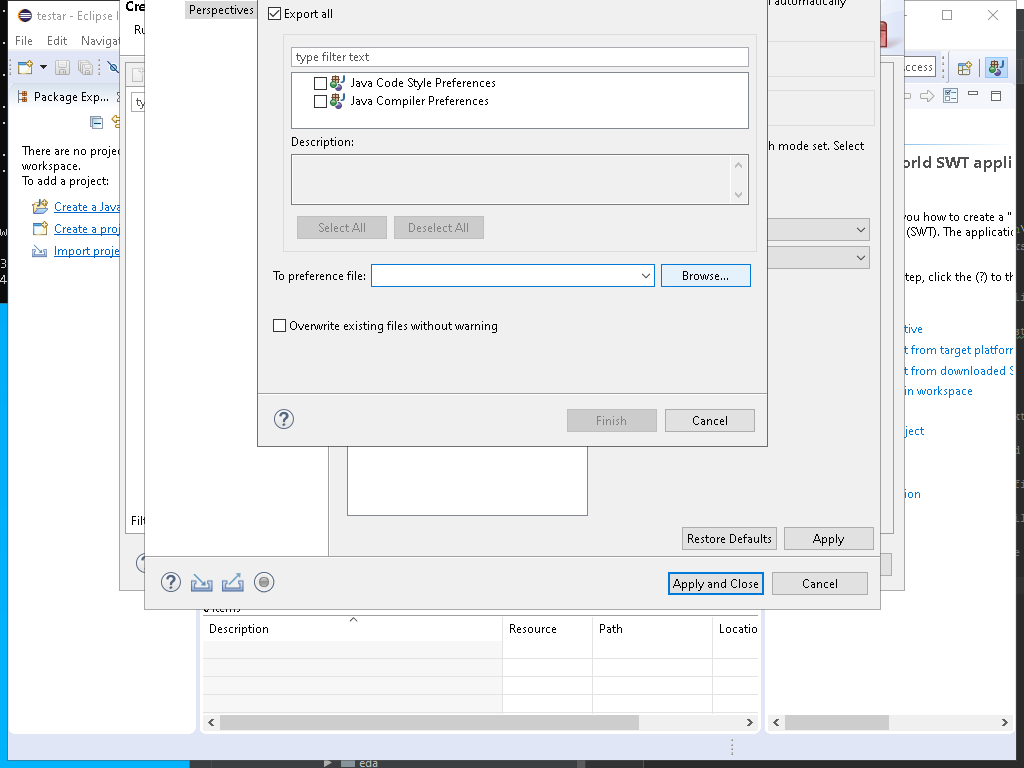 testar - Eclipse I
File Edit Navigat
Package Exp...
There are no projec
workspace.
To add a project:
Create a Java
Create a proj
Import proje
Cre
Ru
ty
Filt
Perspectives
Export all
type filter text
Java Code Style Preferences
Java Compiler Preferences
Description:
Select All
Deselect All
To preference file:
Browse...
Overwrite existing files without warning
Finish
Cancel
automatically
h mode set. Select
Restore Defaults
Apply
Apply and Close
Cancel
ccess
orld SWT appli
you how to create a "
(SWT). The applicatio
tep, click the (?) to th
tive
t from target platform
t from downloaded S
in workspace
ject
ion
items
Description
Resource
Path
Locatio
eda